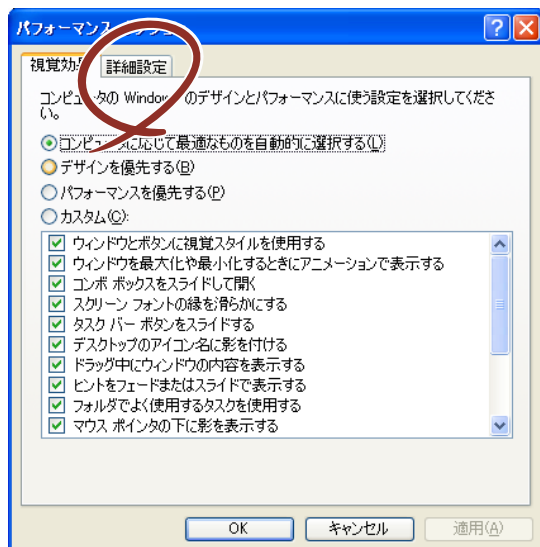 パフォーマンス
視覚効 詳細設定
の Window のデザインとパフォーマンスに使う設定を選択してくださ
い。
コンピュータに応じて最適なものを自動的に選択する(L)
デザインを優先する(B)
パフォーマンスを優先する(P)
カスタム(C):
ウィンドウとボタンに視覚スタイルを使用する
ウィンドウを最大化や最小化するときにアニメーションで表示する
コンボ ボックスをスライドして開く
スクリーン フォントの縁を滑らかにする
タスク バー ボタンをスライドする
デスクトップのアイコン名に影を付ける
ドラッグ中にウィンドウの内容を表示する
ヒントをフェードまたはスライドで表示する
フォルダでよく使用するタスクを使用する
マウス ポインタの下に影を表示する
OK キャンセル 適用(A)